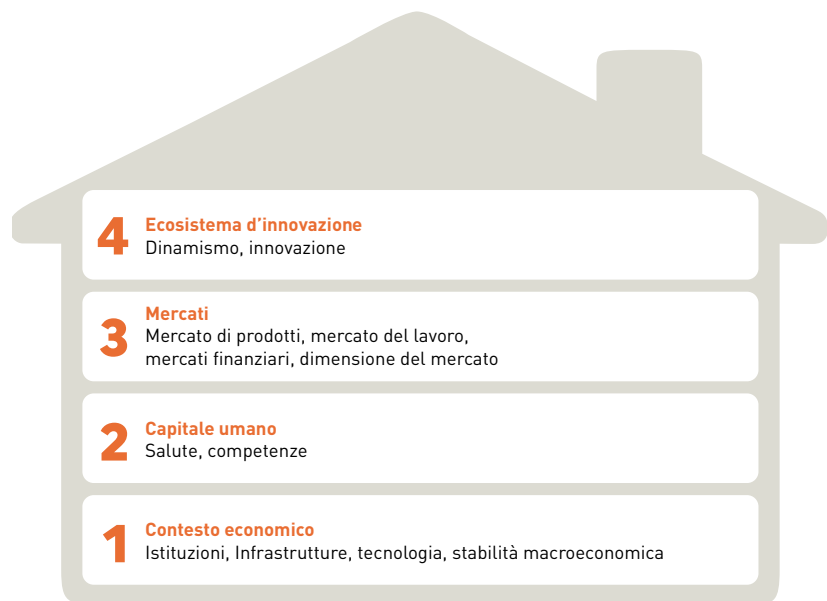 4
Ecosistema d'innovazione
Dinamismo, innovazione
3
Mercati
Mercato di prodotti, mercato del lavoro,
mercati finanziari, dimensione del mercato
2
Capitale umano
Salute, competenze
1
Contesto economico
Istituzioni, Infrastrutture, tecnologia, stabilità macroeconomica